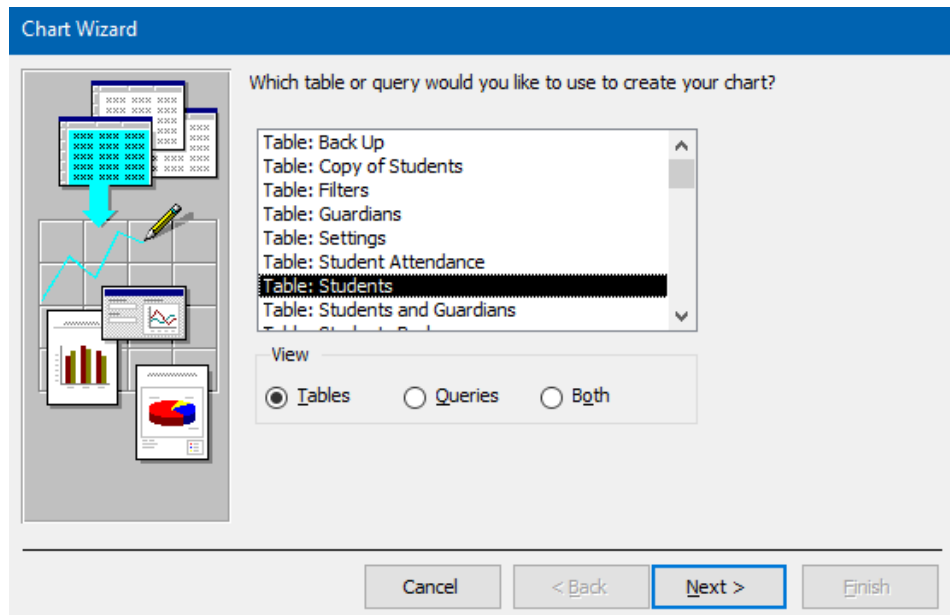 Chart Wizard
Which table or query would you like to use to create your chart?
Table: Back Up
Table: Copy of Students
Table: Filters
Table: Guardians
Table: Settings
Table: Student Attendance
Table: Students
Table: Students and Guardians
View
Tables Queries Both
Cancel < Back Next > Finish